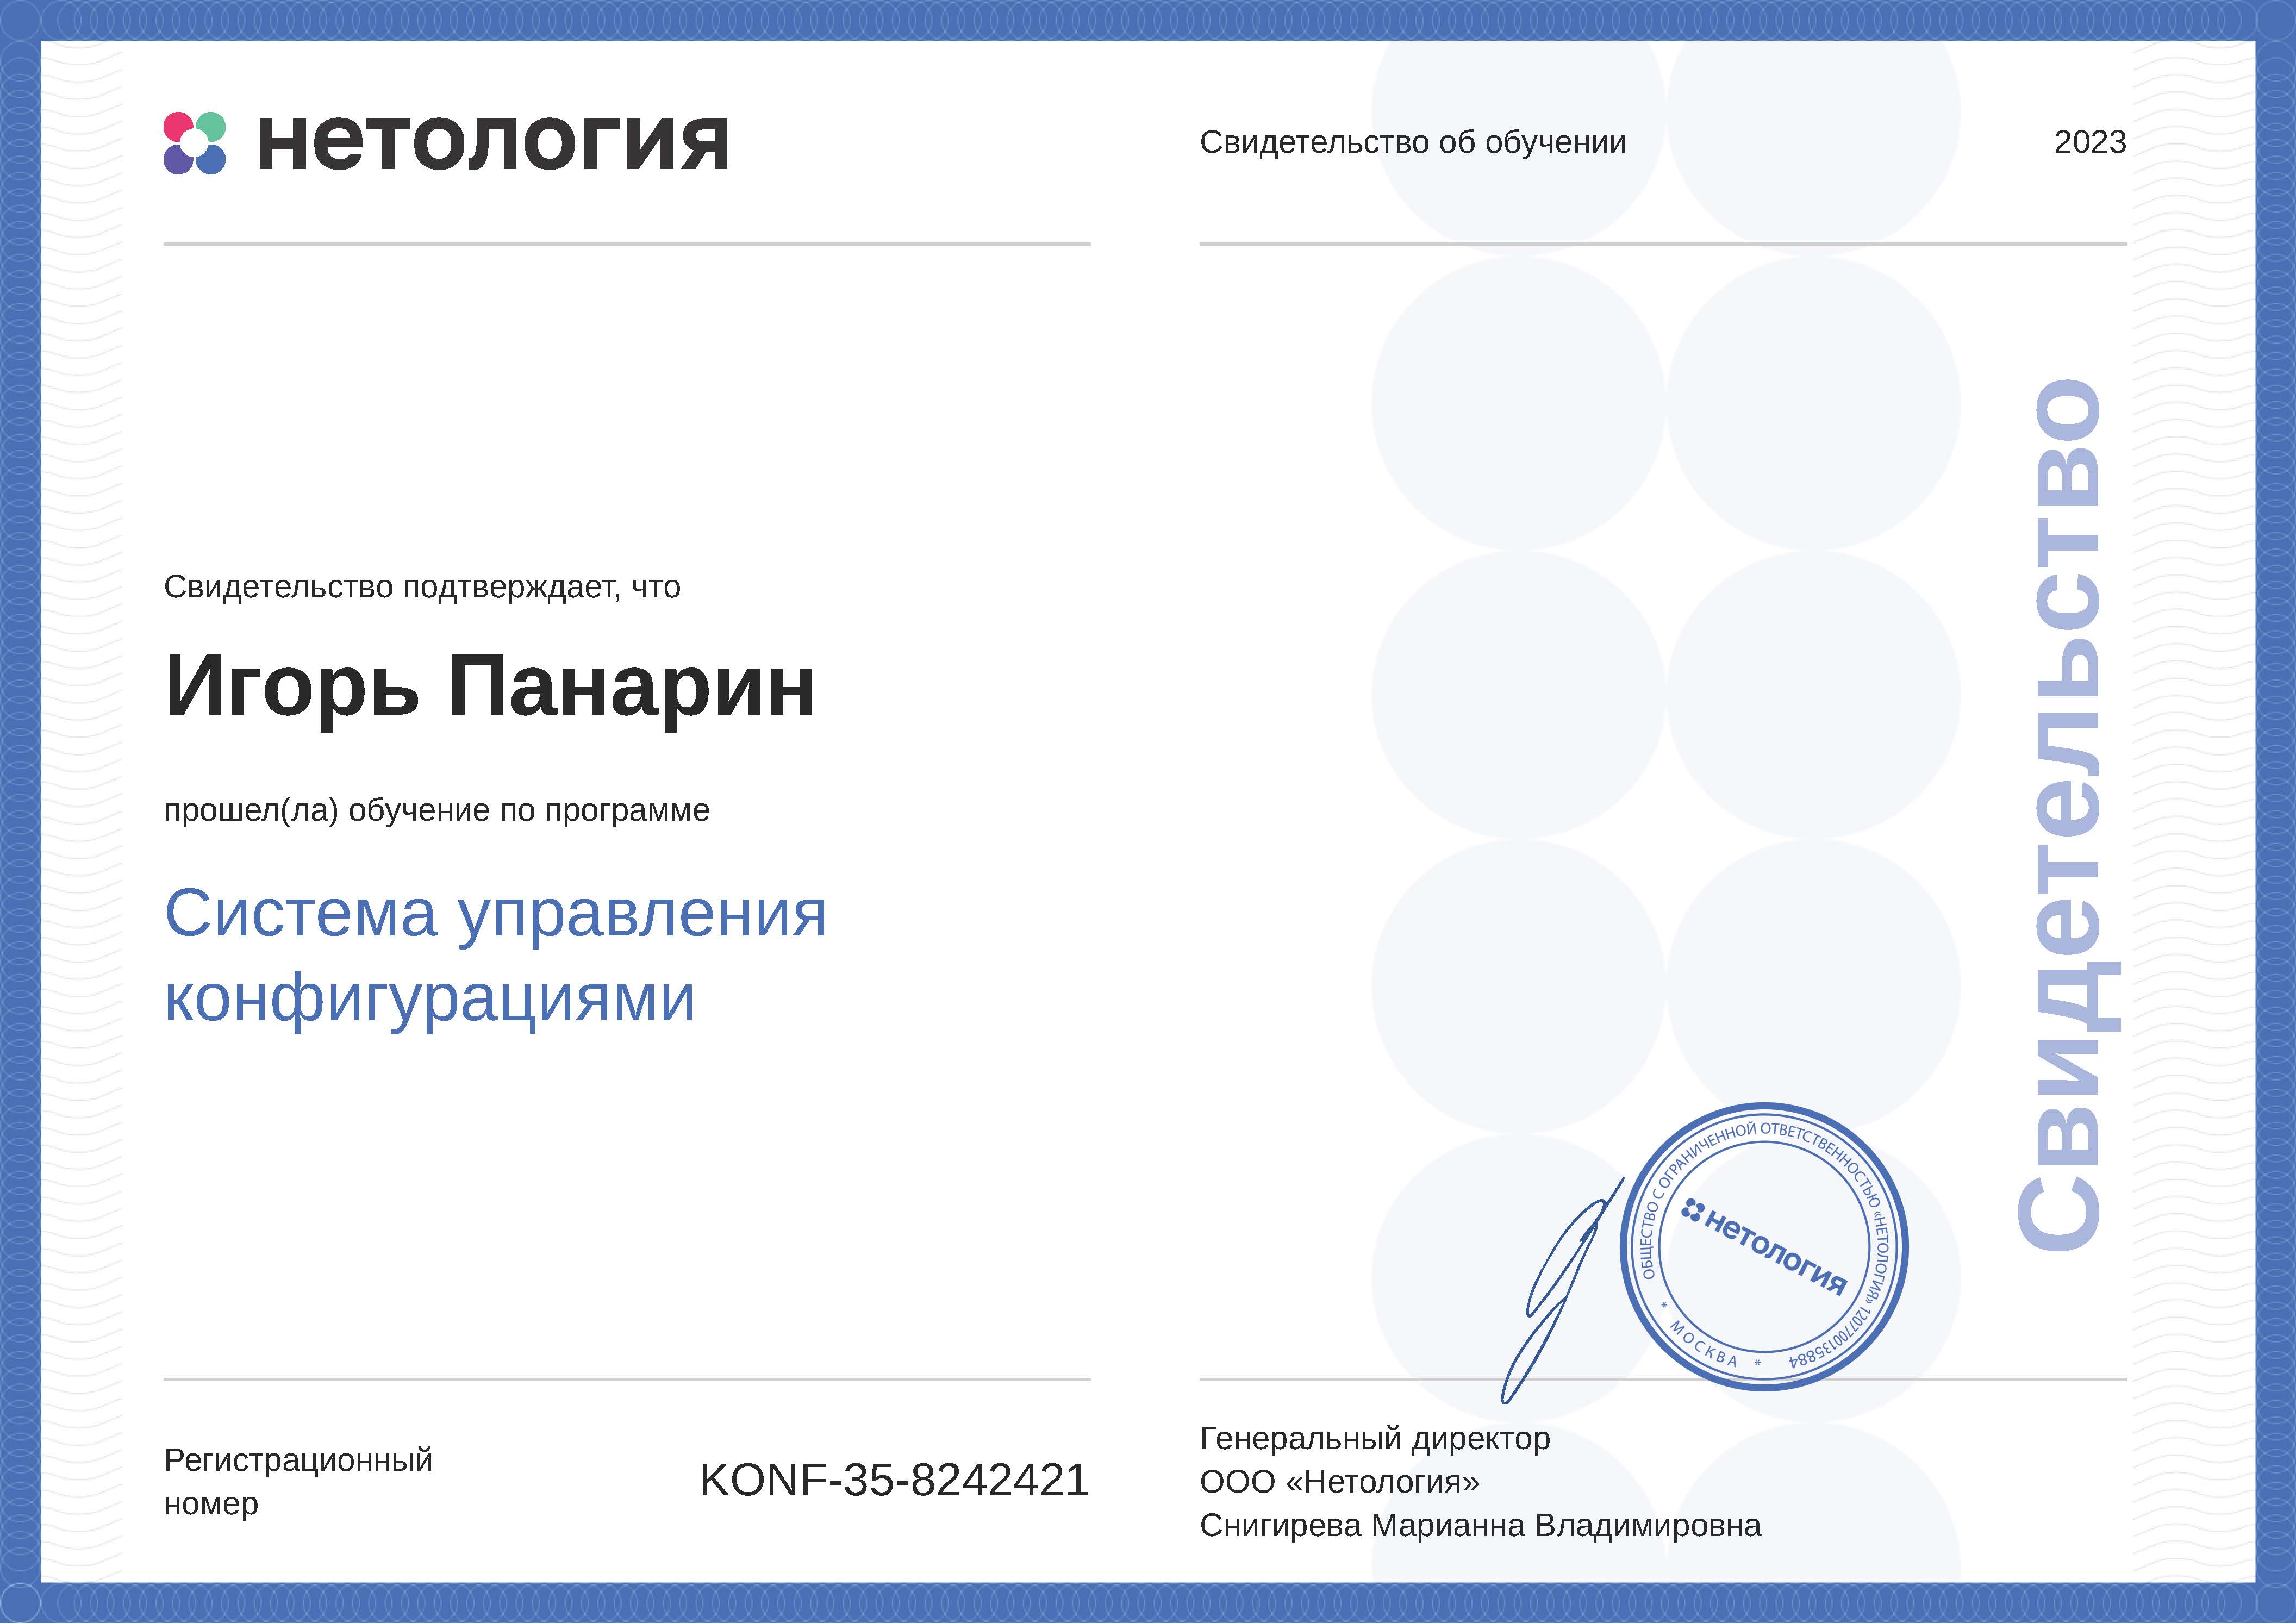 нетология
Свидетельство об обучении
2023
Свидетельство подтверждает, что
Игорь Панарин
прошел(ла) обучение по программе
Система управления
конфигурациями
Свидетельство
ОБЩЕСТВО С ОГРАНИЧЕННОЙ ОТВЕТСТВЕННОСТЬЮ «НЕТОЛОГИЯ» 1207700135884
* МОСКВА *
нетология
Регистрационный
номер
KONF-35-8242421
Генеральный директор
ООО «Нетология»
Снигирева Марианна Владимировна